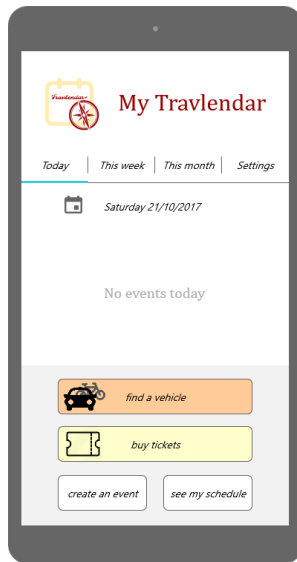 Travlendar
My Travlendar
Today This week This month Settings
Saturday 21/10/2017
No events today
find a vehicle
buy tickets
create an event see my schedule